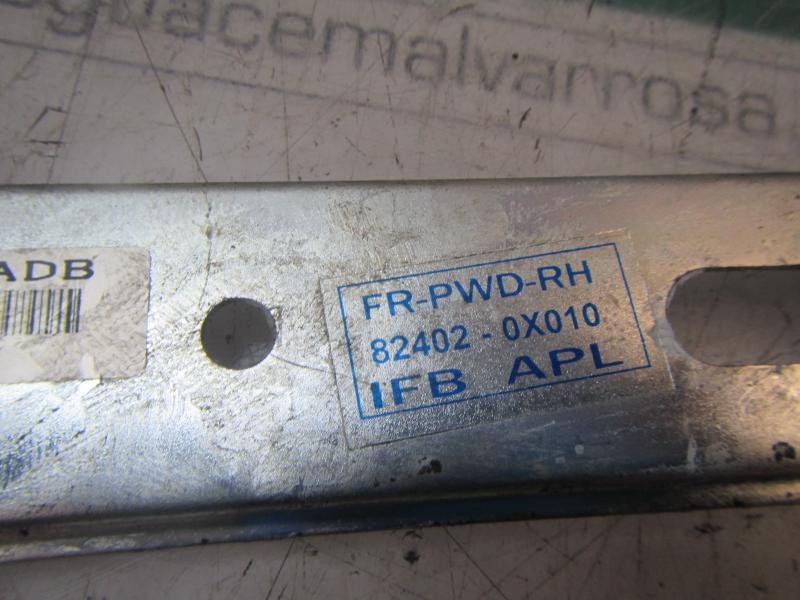 desguacemalvarrosa
ADB
FR-PWD-RH
82402 - 0X010
IFB APL